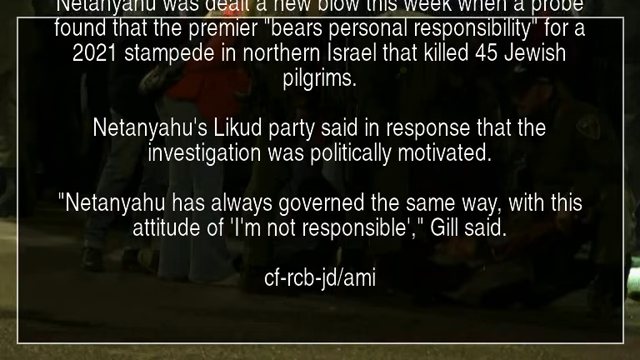 Netanyahu was dealt a new blow this week when a probe
found that the premier "bears personal responsibility" for a
2021 stampede in northern Israel that killed 45 Jewish
pilgrims.
Netanyahu's Likud party said in response that the
investigation was politically motivated.
"Netanyahu has always governed the same way, with this
attitude of 'I'm not responsible'," Gill said.
cf-rcb-jd/ami